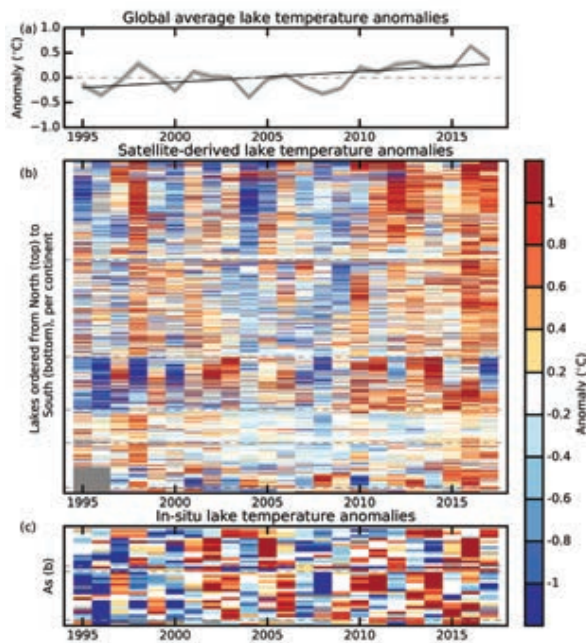 Global average lake temperature anomalies
(a)
Anomaly (°C)
1.0
0.5
0.0
−0.5
−1.0
1995 2000 2005 2010 2015
Satellite-derived lake temperature anomalies
(b)
Lakes ordered from North (top) to
South (bottom), per continent
1995 2000 2005 2010 2015
1
0.8
0.6
0.4
0.2
-0.2
-0.4
-0.6
-0.8
-1
Anomaly (°C)
In-situ lake temperature anomalies
(c)
As (b)
1995 2000 2005 2010 2015